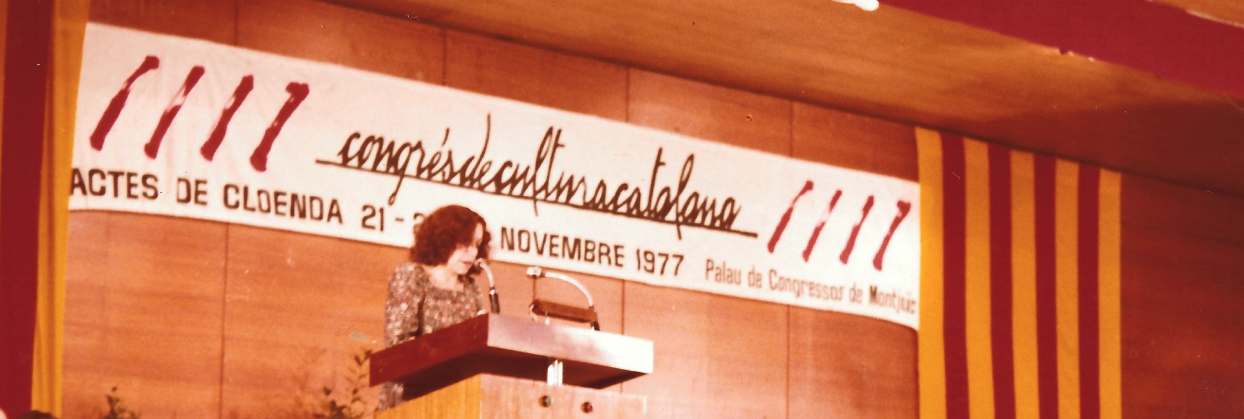 congrésdeculturacatalana
ACTES DE CLOENDA 21 - NOVEMBRE 1977
Palau de Congressos de Montjuic